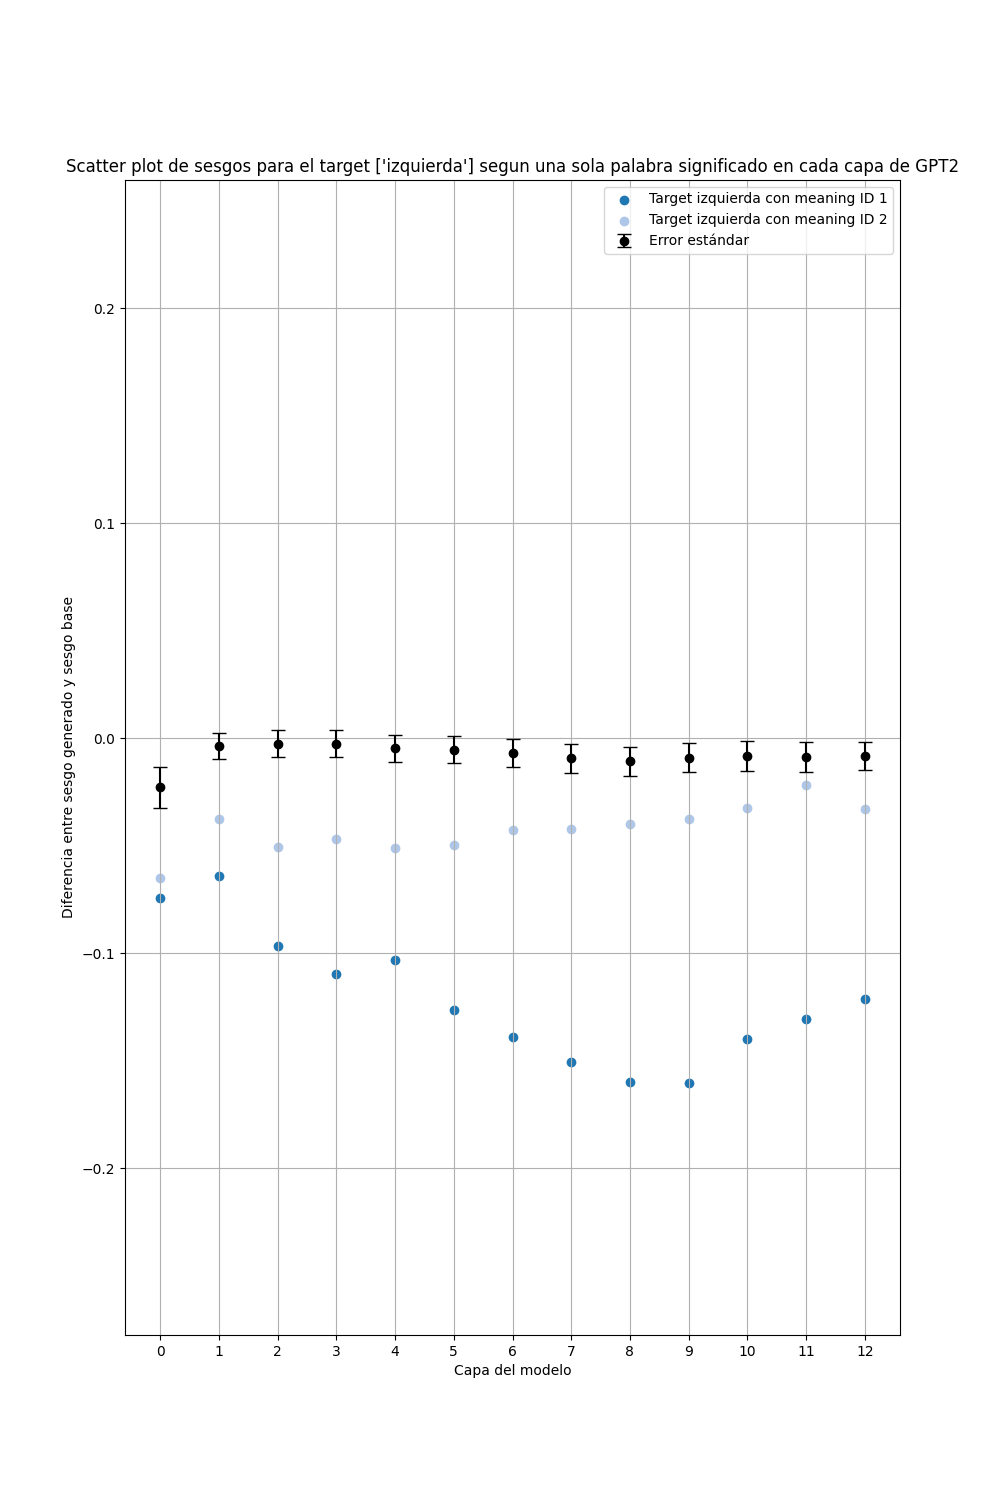 Scatter plot de sesgos para el target ['izquierda'] segun una sola palabra significado en cada capa de GPT2
Target izquierda con meaning ID 1
Target izquierda con meaning ID 2
Error estándar
Diferencia entre sesgo generado y sesgo base
0.2
0.1
0.0
−0.1
−0.2
0 1 2 3 4 5 6 7 8 9 10 11 12
Capa del modelo